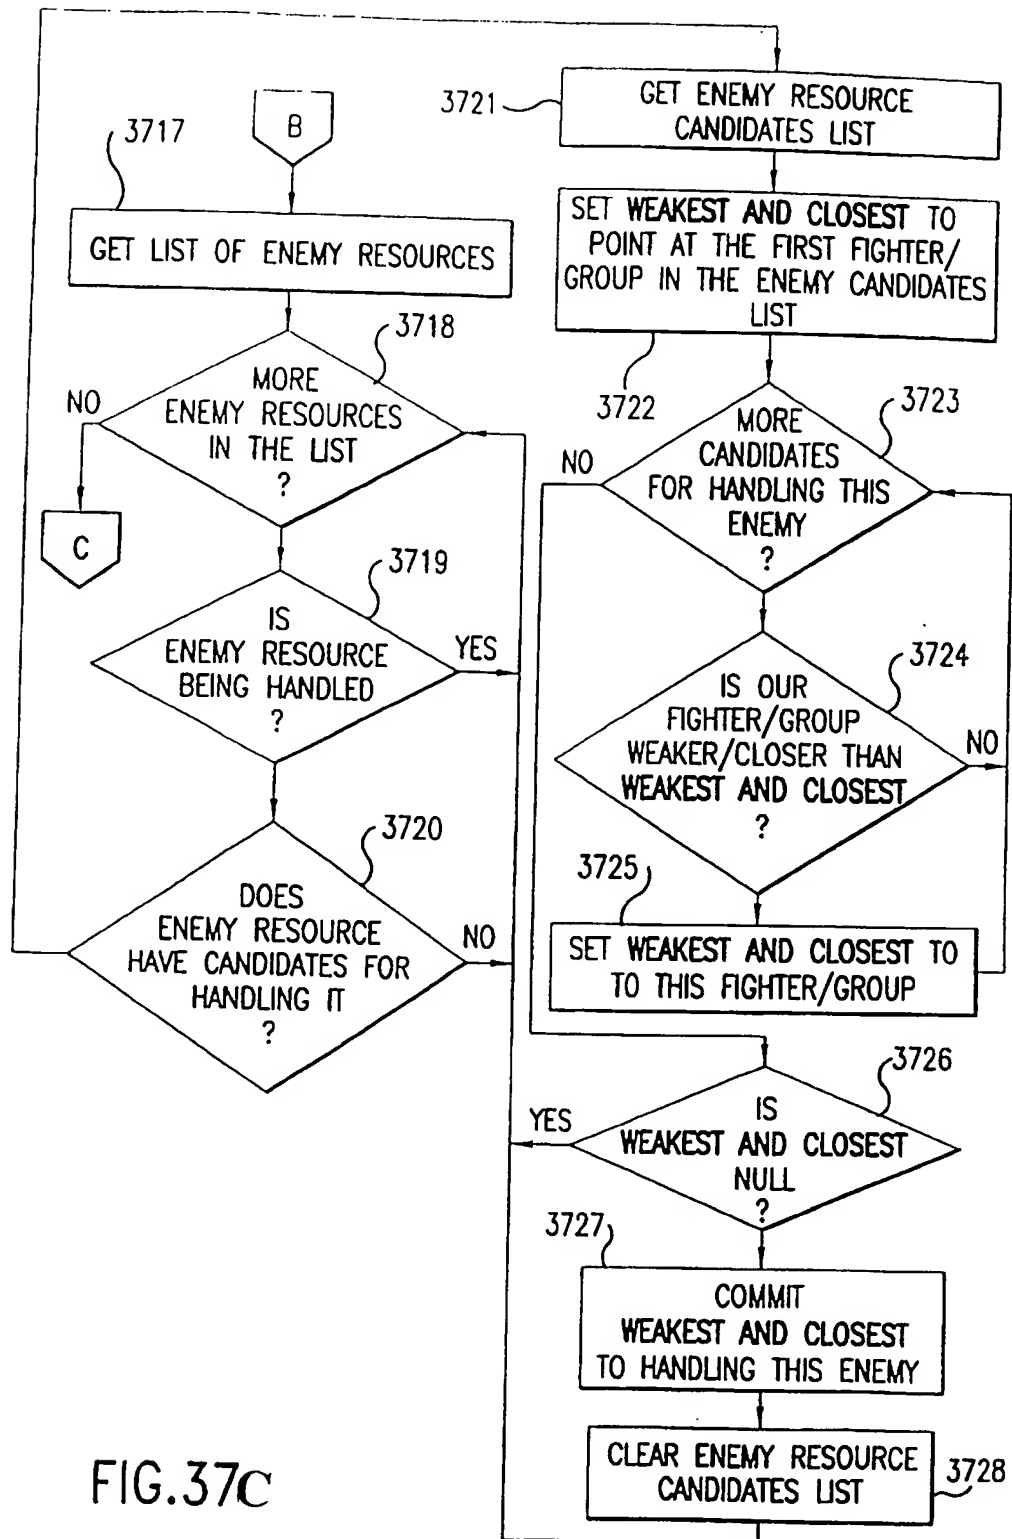 B
3717
GET LIST OF ENEMY RESOURCES
3718
MORE
ENEMY RESOURCES
IN THE LIST
?
NO
C
3719
IS
ENEMY RESOURCE
BEING HANDLED
?
YES
3720
DOES
ENEMY RESOURCE
HAVE CANDIDATES FOR
HANDLING IT
?
NO
3721
GET ENEMY RESOURCE
CANDIDATES LIST
SET WEAKEST AND CLOSEST TO
POINT AT THE FIRST FIGHTER/
GROUP IN THE ENEMY CANDIDATES
LIST
3722
3723
MORE
CANDIDATES
FOR HANDLING THIS
ENEMY
?
NO
3724
IS OUR
FIGHTER/GROUP
WEAKER/CLOSER THAN
WEAKEST AND CLOSEST
?
NO
3725
SET WEAKEST AND CLOSEST TO
TO THIS FIGHTER/GROUP
3726
IS
WEAKEST AND CLOSEST
NULL
?
YES
3727
COMMIT
WEAKEST AND CLOSEST
TO HANDLING THIS ENEMY
CLEAR ENEMY RESOURCE
CANDIDATES LIST
3728
FIG.37C